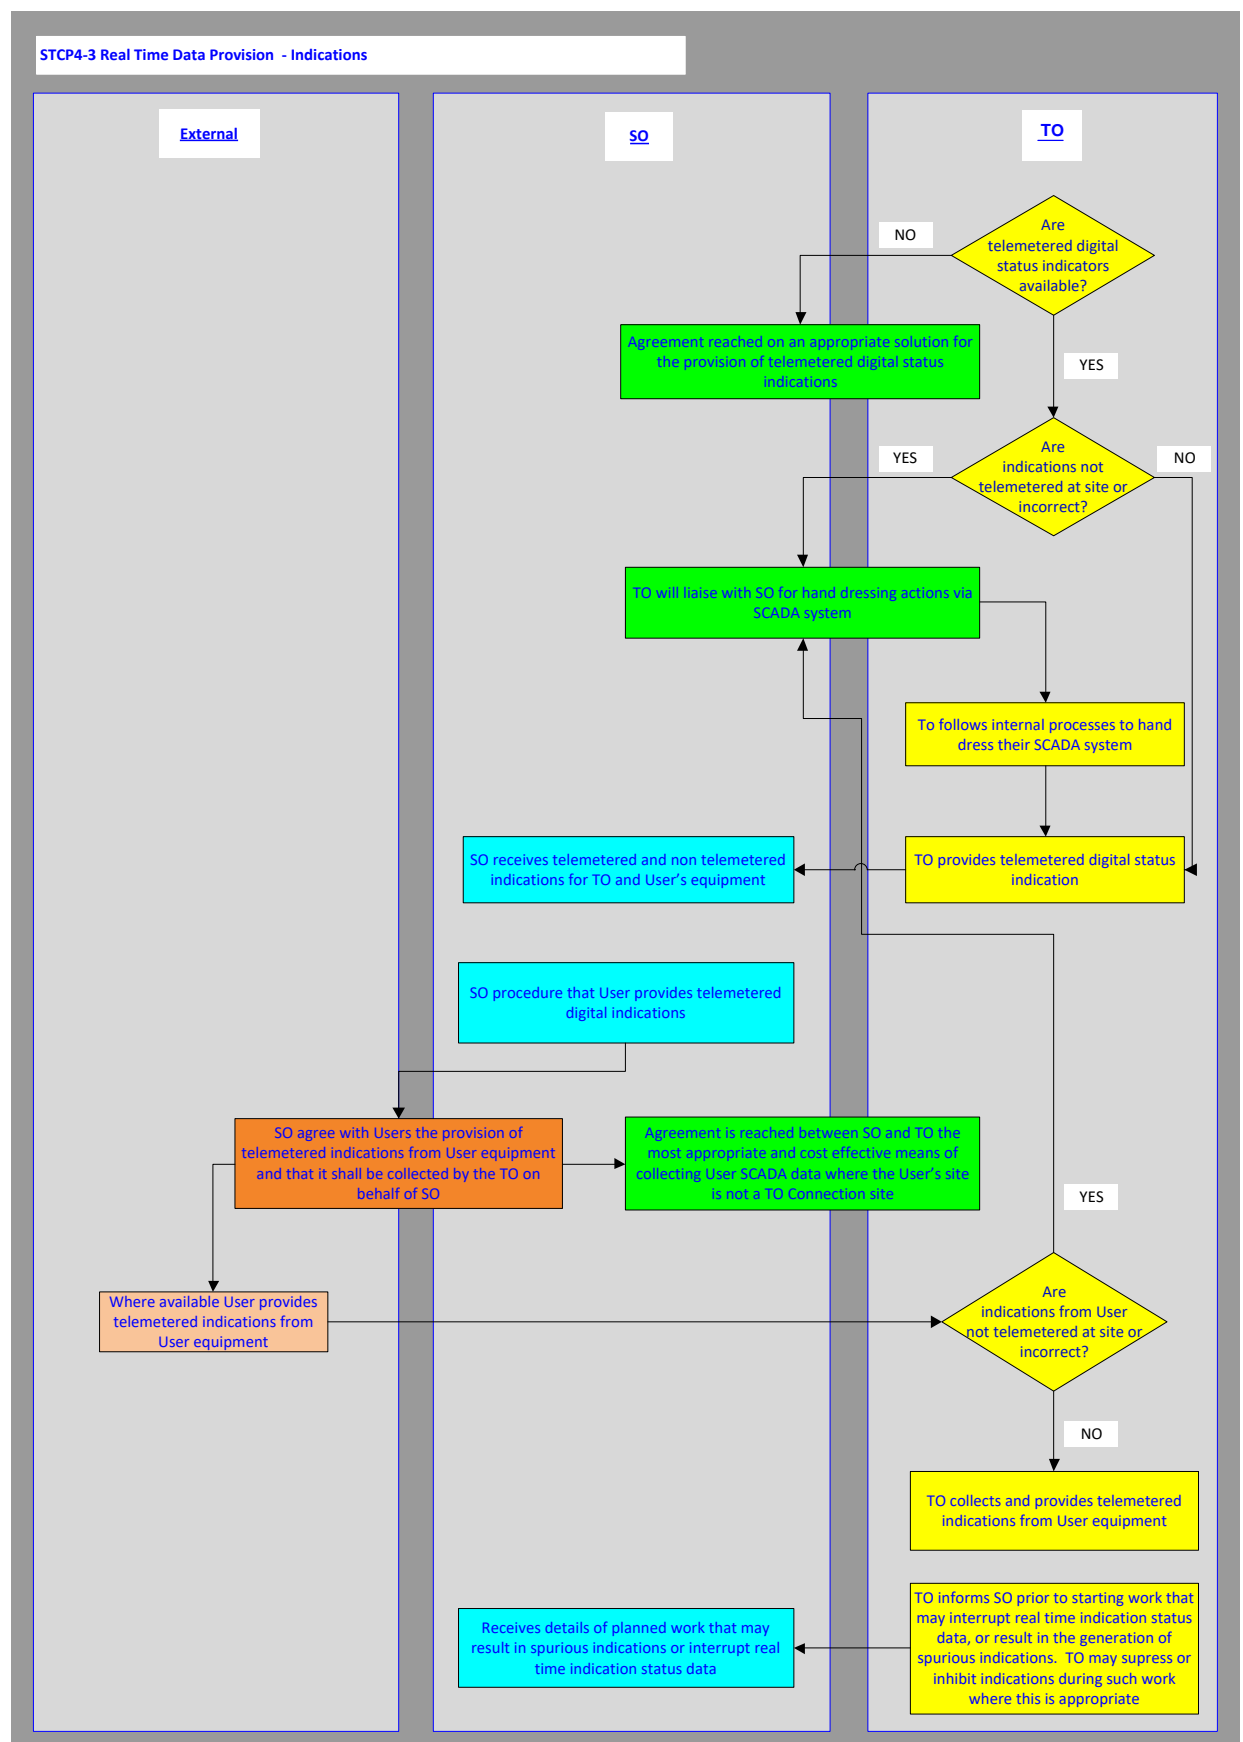 STCP4-3 Real Time Data Provision  - Indications
External
SO
TO
Are
telemetered digital
status indicators
available?
NO
Agreement reached on an appropriate solution for
the provision of telemetered digital status
indications
YES
Are
indications not
telemetered at site or
incorrect?
YES
NO
TO will liaise with SO for hand dressing actions via
SCADA system
To follows internal processes to hand
dress their SCADA system
SO receives telemetered and non telemetered
indications for TO and User's equipment
TO provides telemetered digital status
indication
SO procedure that User provides telemetered
digital indications
SO agree with Users the provision of
telemetered indications from User equipment
and that it shall be collected by the TO on
behalf of SO
Agreement is reached between SO and TO the
most appropriate and cost effective means of
collecting User SCADA data where the User's site
is not a TO Connection site
YES
Where available User provides
telemetered indications from
User equipment
Are
indications from User
not telemetered at site or
incorrect?
NO
TO collects and provides telemetered
indications from User equipment
Receives details of planned work that may
result in spurious indications or interrupt real
time indication status data
TO informs SO prior to starting work that
may interrupt real time indication status
data, or result in the generation of
spurious indications.  TO may supress or
inhibit indications during such work
where this is appropriate